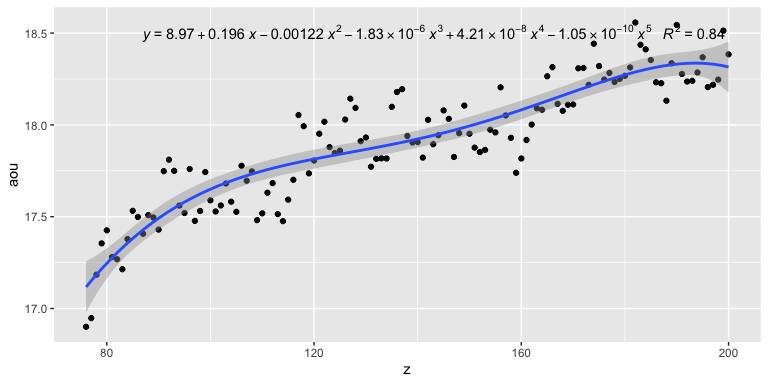 y = 8.97 + 0.196 x − 0.00122 x² − 1.83 × 10⁻⁶ x³ + 4.21 × 10⁻⁸ x⁴ − 1.05 × 10⁻¹⁰ x⁵ R² = 0.84
18.5
18.0
17.5
17.0
aou
80 120 160 200
z